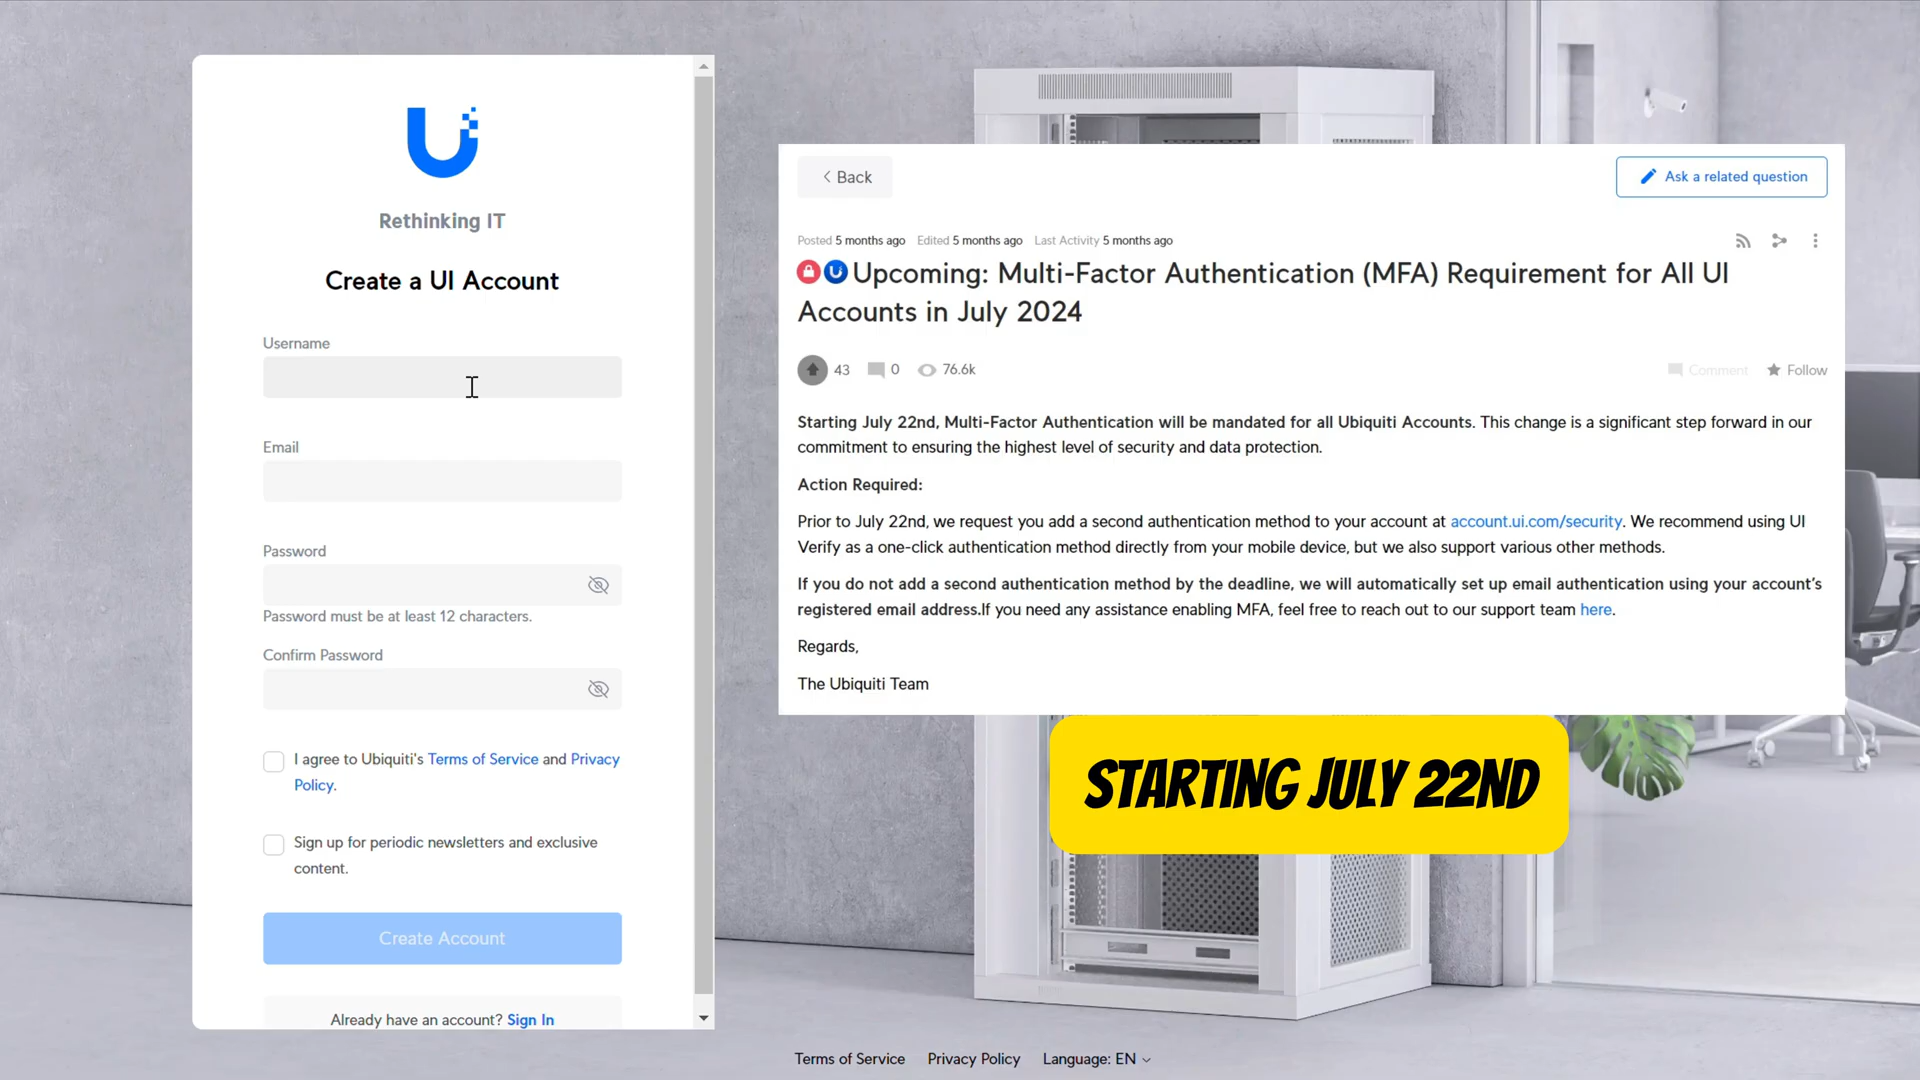 Rethinking IT
Create a UI Account
Username
Email
Password
Password must be at least 12 characters.
Confirm Password
I agree to Ubiquiti's Terms of Service and Privacy
Policy.
Sign up for periodic newsletters and exclusive
content.
Create Account
Already have an account? Sign In
Back
Ask a related question
Posted 5 months ago Edited 5 months ago Last Activity 5 months ago
Upcoming: Multi-Factor Authentication (MFA) Requirement for All UI
Accounts in July 2024
43 0 76.6k
Comment Follow
Starting July 22nd, Multi-Factor Authentication will be mandated for all Ubiquiti Accounts. This change is a significant step forward in our
commitment to ensuring the highest level of security and data protection.
Action Required:
Prior to July 22nd, we request you add a second authentication method to your account at account.ui.com/security. We recommend using UI
Verify as a one-click authentication method directly from your mobile device, but we also support various other methods.
If you do not add a second authentication method by the deadline, we will automatically set up email authentication using your account’s
registered email address.If you need any assistance enabling MFA, feel free to reach out to our support team here.
Regards,
The Ubiquiti Team
STARTING JULY 22ND
Terms of Service Privacy Policy Language: EN